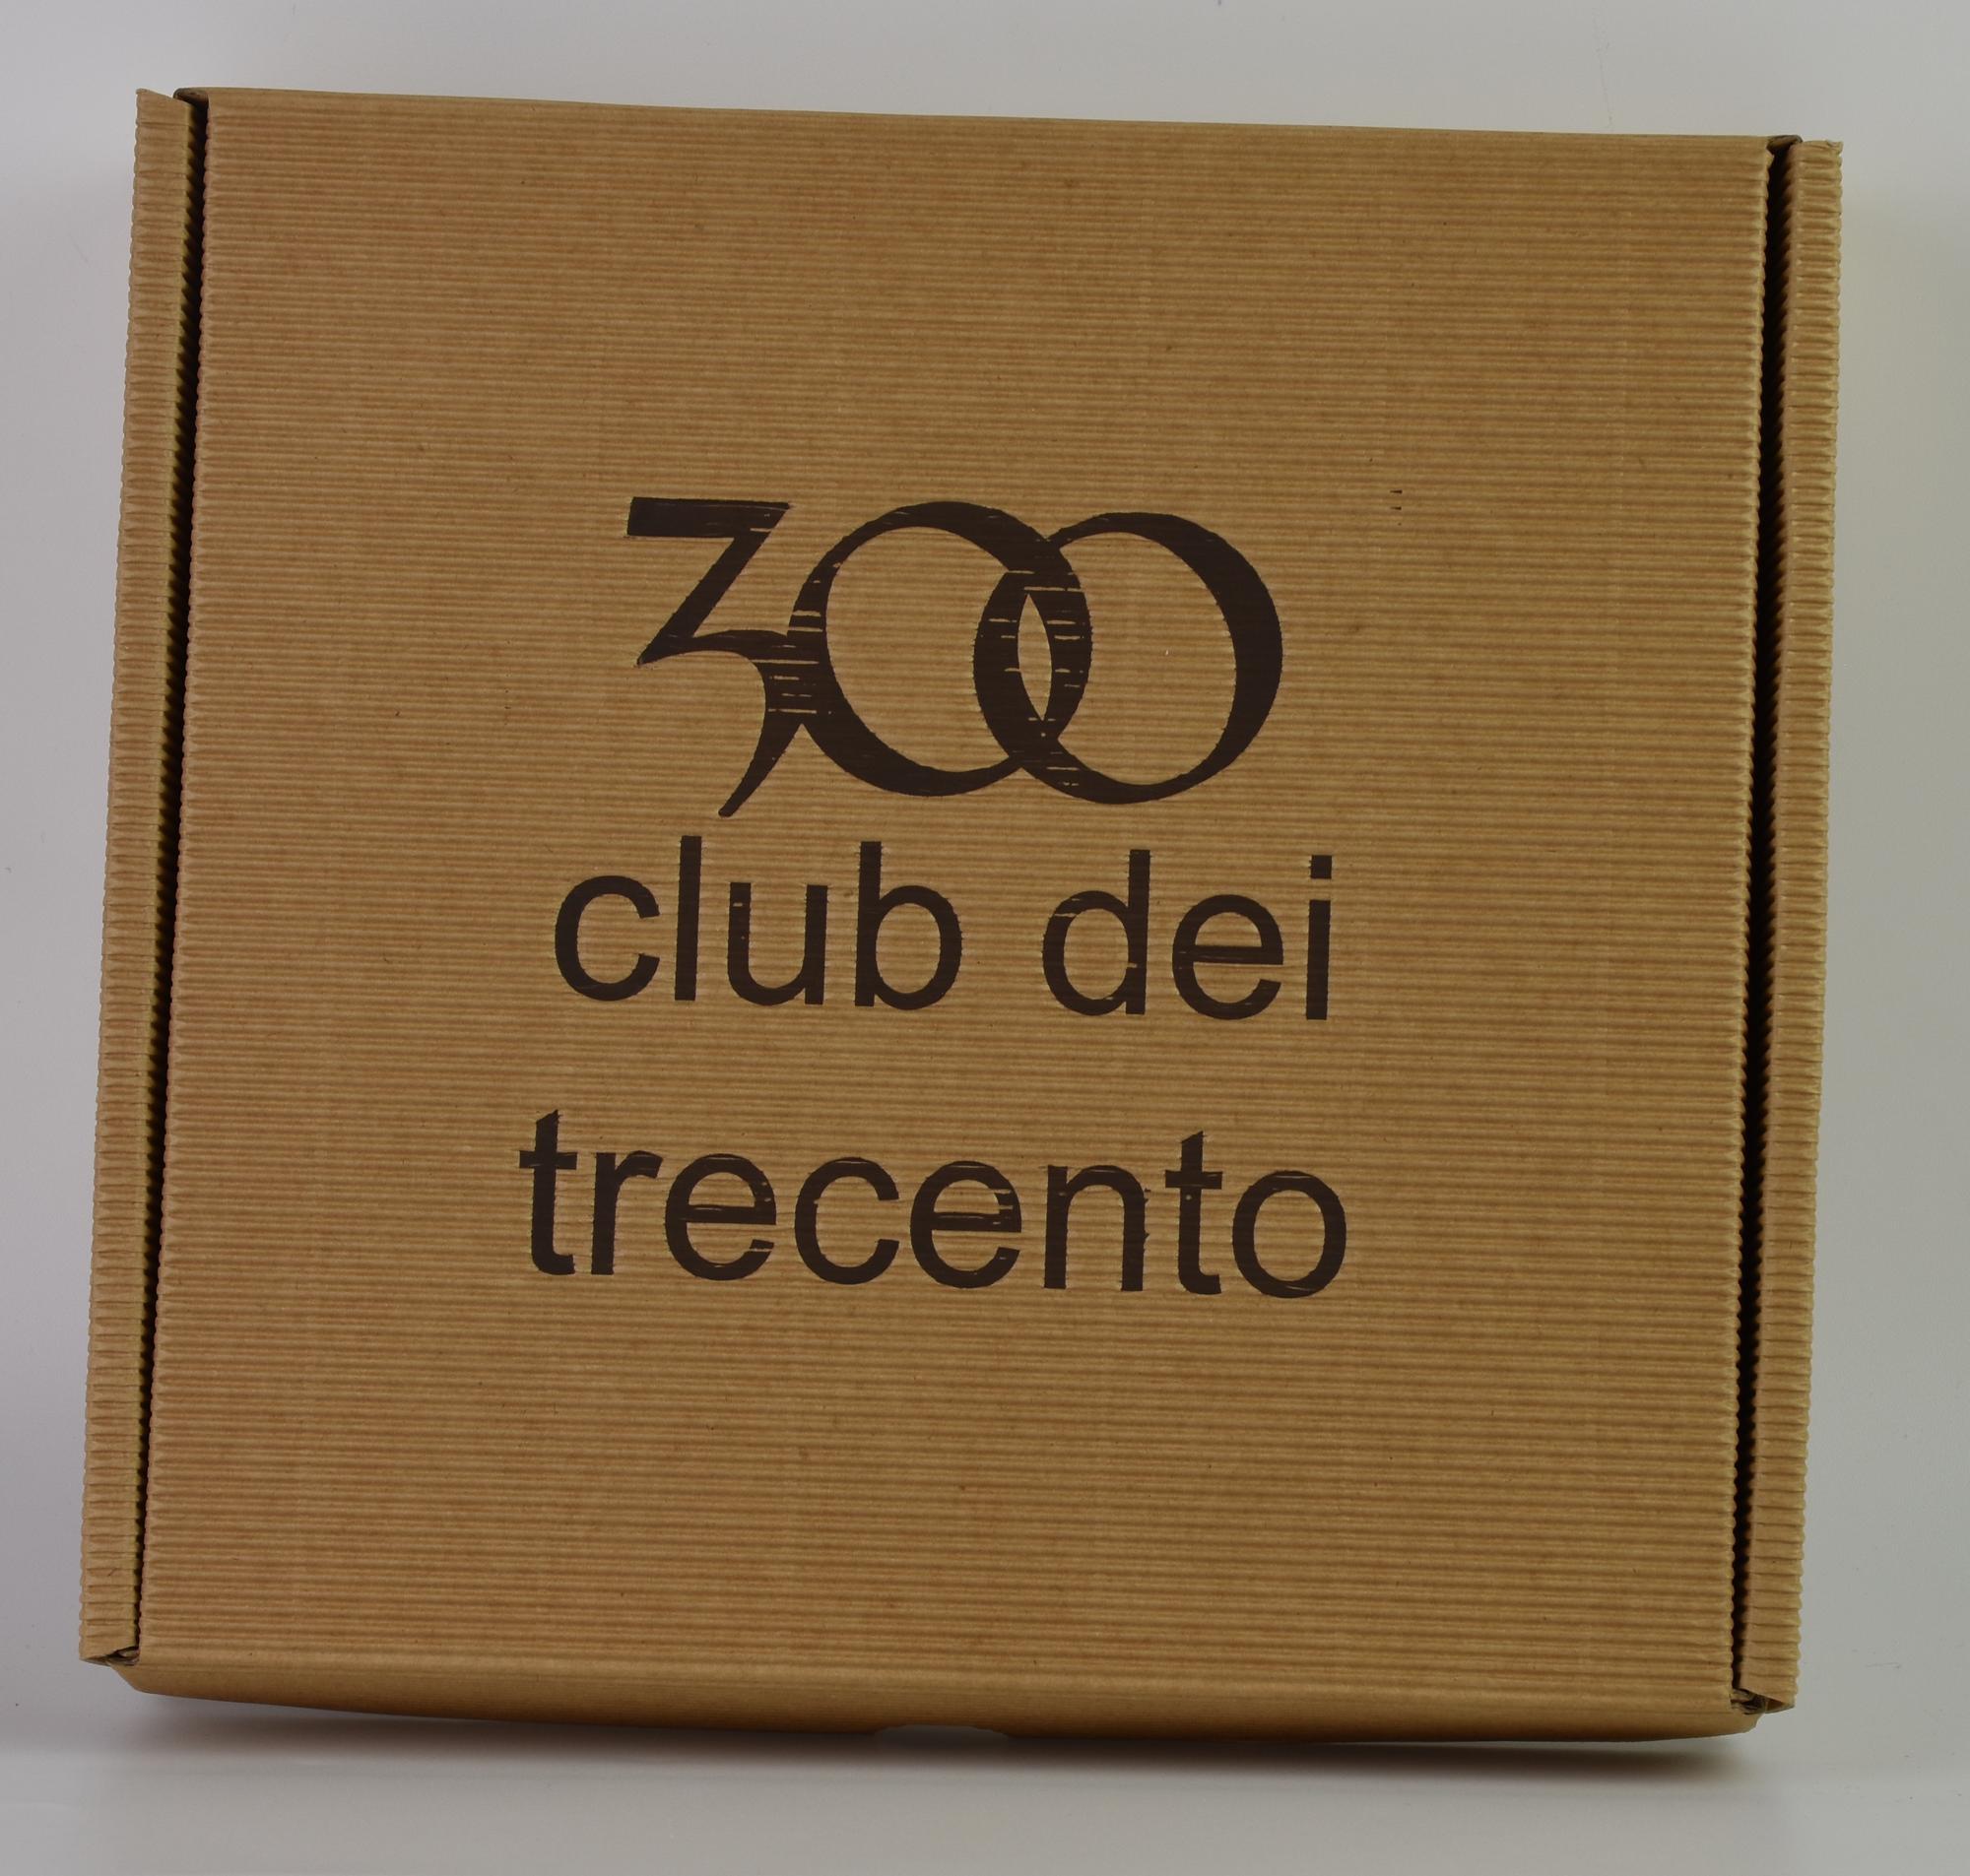 300
club dei
trecento